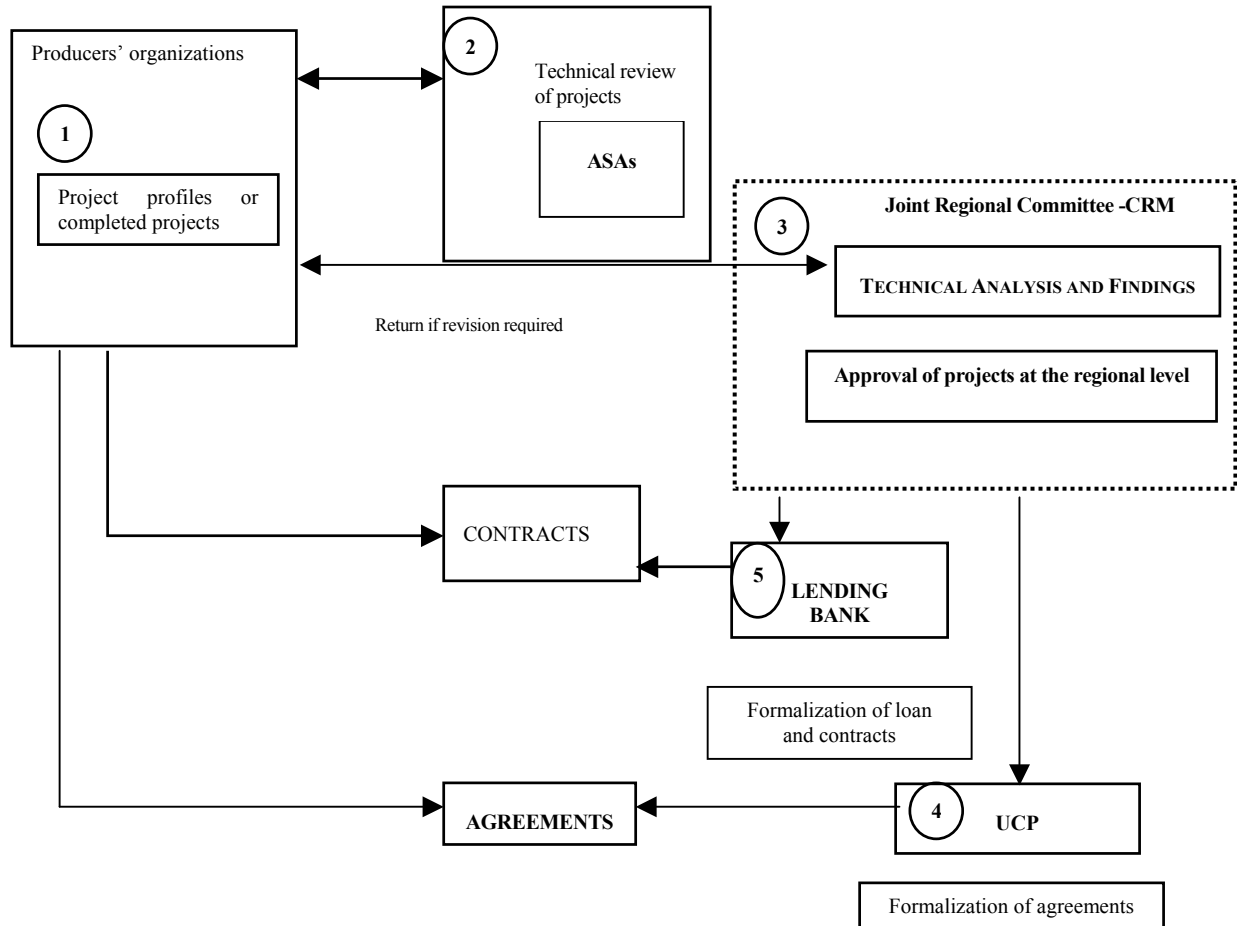 Producers’ organizations
1
Project profiles or
completed projects
2
Technical review
of projects
ASAs
3
Joint Regional Committee -CRM
TECHNICAL ANALYSIS AND FINDINGS
Approval of projects at the regional level
Return if revision required
CONTRACTS
5
LENDING
BANK
Formalization of loan
and contracts
AGREEMENTS
4
UCP
Formalization of agreements